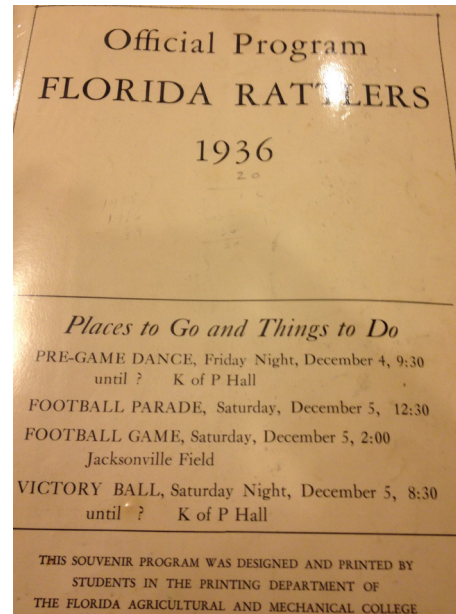 Official Program
FLORIDA RATTLERS
1936
20
Places to Go and Things to Do
PRE-GAME DANCE, Friday Night, December 4, 9:30
until ? K of P Hall
FOOTBALL PARADE, Saturday, December 5, 12:30
FOOTBALL GAME, Saturday, December 5, 2:00
Jacksonville Field
VICTORY BALL, Saturday Night, December 5, 8:30
until ? K of P Hall
THIS SOUVENIR PROGRAM WAS DESIGNED AND PRINTED BY
STUDENTS IN THE PRINTING DEPARTMENT OF
THE FLORIDA AGRICULTURAL AND MECHANICAL COLLEGE